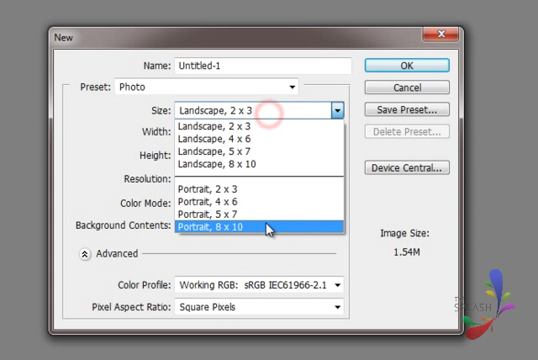 New
Name: Untitled-1
OK
Preset: Photo
Cancel
Size: Landscape, 2 x 3
Save Preset...
Width:
Landscape, 2 x 3
Landscape, 4 x 6
Delete Preset...
Height:
Landscape, 5 x 7
Landscape, 8 x 10
Device Central...
Resolution:
Portrait, 2 x 3
Color Mode:
Portrait, 4 x 6
Portrait, 5 x 7
Background Contents:
Portrait, 8 x 10
Image Size:
1.54M
Advanced
Color Profile: Working RGB: sRGB IEC61966-2.1
Pixel Aspect Ratio: Square Pixels
SPLASH